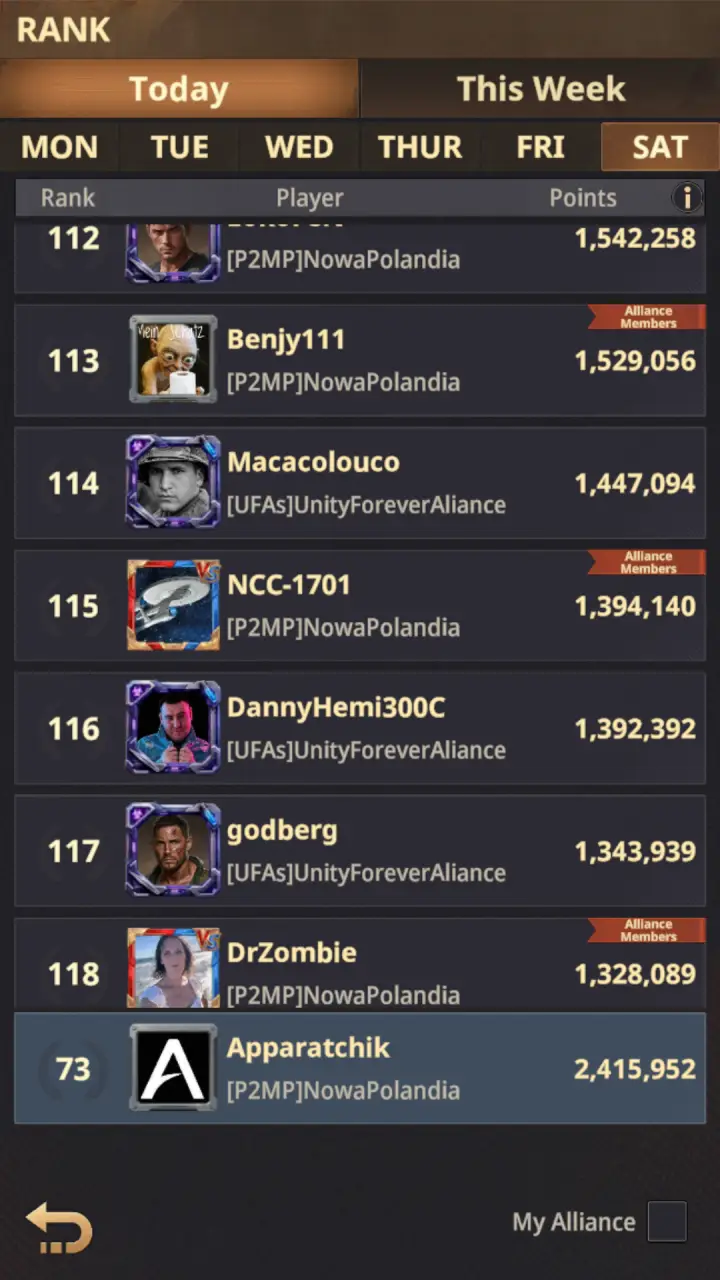 RANK
Today This Week
MON TUE WED THUR FRI SAT
Rank Player Points i
112 [P2MP]NowaPolandia 1,542,258
Alliance Members
113 Mein Schatz Benjy111 1,529,056
[P2MP]NowaPolandia
114 Macacolouco 1,447,094
[UFAs]UnityForeverAliance
Alliance Members
115 VS NCC-1701 1,394,140
[P2MP]NowaPolandia
116 DannyHemi300C 1,392,392
[UFAs]UnityForeverAliance
117 godberg 1,343,939
[UFAs]UnityForeverAliance
Alliance Members
118 VS DrZombie 1,328,089
[P2MP]NowaPolandia
73 A Apparatchik 2,415,952
[P2MP]NowaPolandia
My Alliance